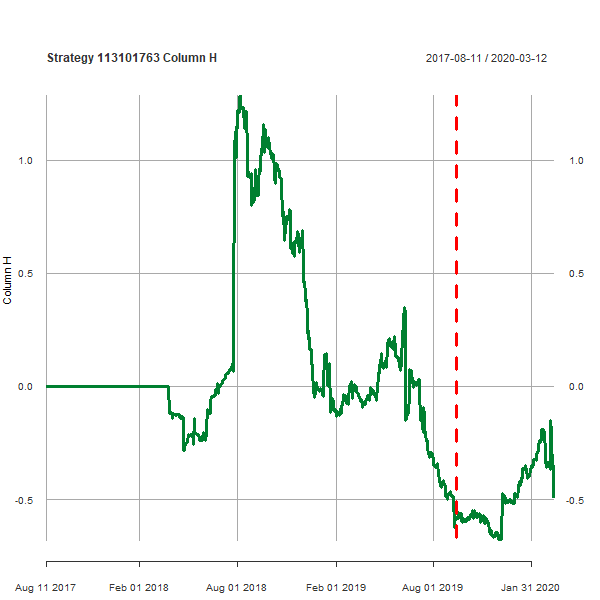 Strategy 113101763 Column H
2017-08-11 / 2020-03-12
1.0 1.0
0.5 0.5
Column H
0.0 0.0
-0.5 -0.5
Aug 11 2017 Feb 01 2018 Aug 01 2018 Feb 01 2019 Aug 01 2019 Jan 31 2020